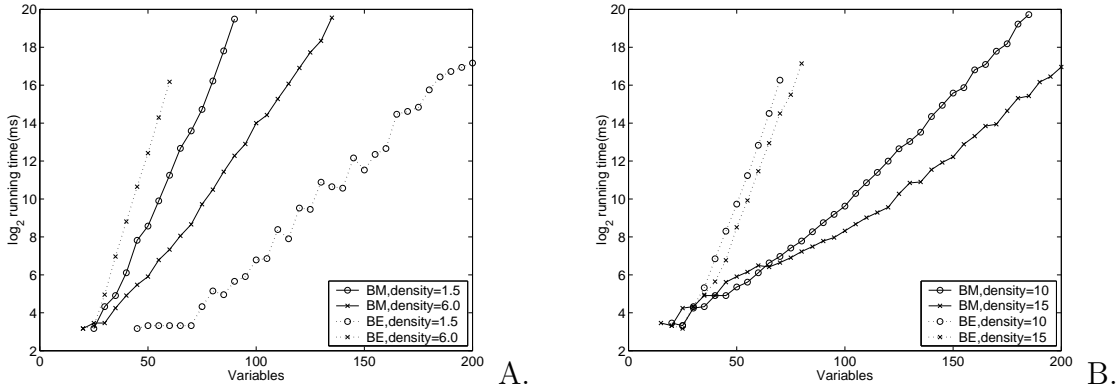 20
18
16
14
12
10
8
6
4
2
log2 running time(ms)
0 50 100 150 200
Variables
BM,density=1.5
BM,density=6.0
BE,density=1.5
BE,density=6.0
A.
20
18
16
14
12
10
8
6
4
2
log2 running time(ms)
0 50 100 150 200
Variables
BM,density=10
BM,density=15
BE,density=10
BE,density=15
B.